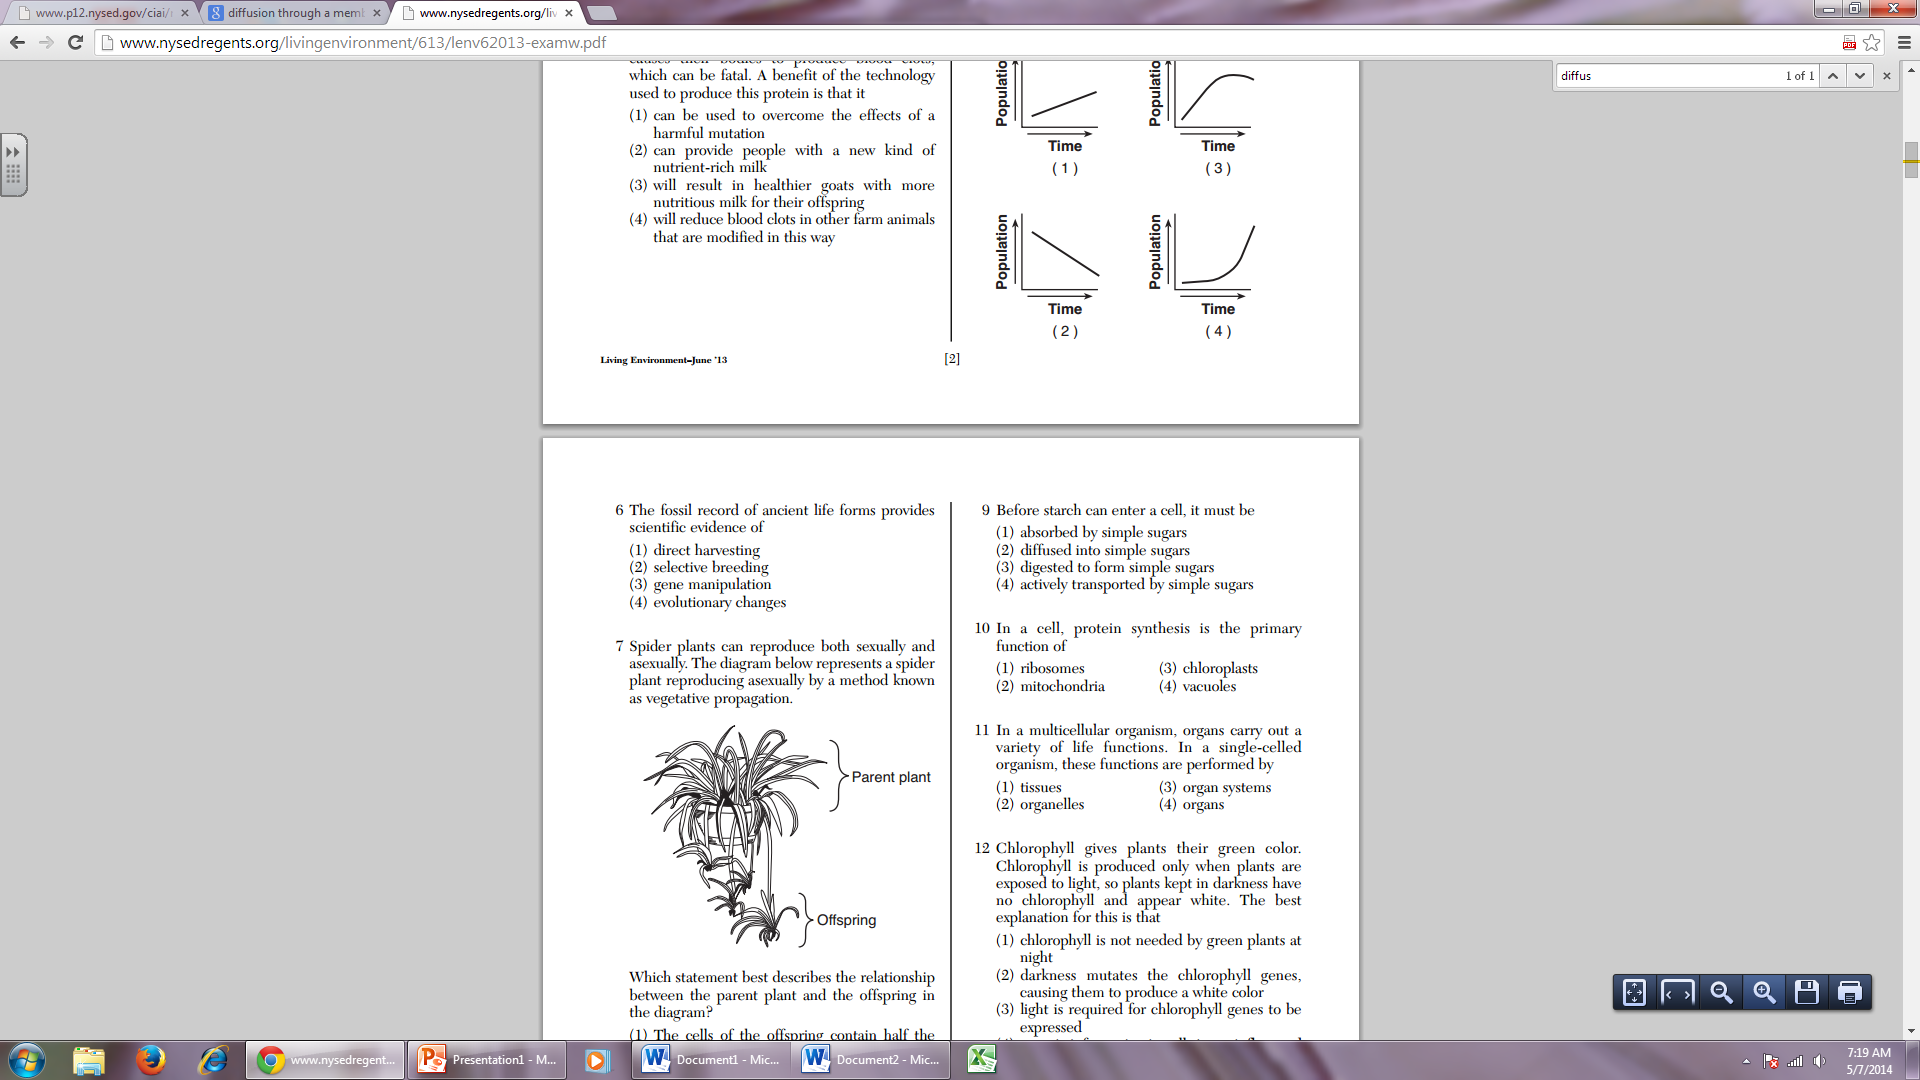 www.p12.nysed.gov/ciai/
diffusion through a mem
www.nysedregents.org/liv
www.nysedregents.org/livingenvironment/613/lenv62013-examw.pdf
diffus
1 of 1
causes their bodies to produce blood clots,
which can be fatal. A benefit of the technology
used to produce this protein is that it
(1) can be used to overcome the effects of a
harmful mutation
(2) can provide people with a new kind of
nutrient-rich milk
(3) will result in healthier goats with more
nutritious milk for their offspring
(4) will reduce blood clots in other farm animals
that are modified in this way
Population
Time
(1)
Population
Time
(3)
Population
Time
(2)
Population
Time
(4)
Living Environment–June '13
[2]
6 The fossil record of ancient life forms provides
scientific evidence of
(1) direct harvesting
(2) selective breeding
(3) gene manipulation
(4) evolutionary changes
7 Spider plants can reproduce both sexually and
asexually. The diagram below represents a spider
plant reproducing asexually by a method known
as vegetative propagation.
Parent plant
Offspring
Which statement best describes the relationship
between the parent plant and the offspring in
the diagram?
(1) The cells of the offspring contain half the
9 Before starch can enter a cell, it must be
(1) absorbed by simple sugars
(2) diffused into simple sugars
(3) digested to form simple sugars
(4) actively transported by simple sugars
10 In a cell, protein synthesis is the primary
function of
(1) ribosomes (3) chloroplasts
(2) mitochondria (4) vacuoles
11 In a multicellular organism, organs carry out a
variety of life functions. In a single-celled
organism, these functions are performed by
(1) tissues (3) organ systems
(2) organelles (4) organs
12 Chlorophyll gives plants their green color.
Chlorophyll is produced only when plants are
exposed to light, so plants kept in darkness have
no chlorophyll and appear white. The best
explanation for this is that
(1) chlorophyll is not needed by green plants at
night
(2) darkness mutates the chlorophyll genes,
causing them to produce a white color
(3) light is required for chlorophyll genes to be
expressed
www.nysedregent...
Presentation1 - M...
Document1 - Mic...
Document2 - Mic...
7:19 AM
5/7/2014